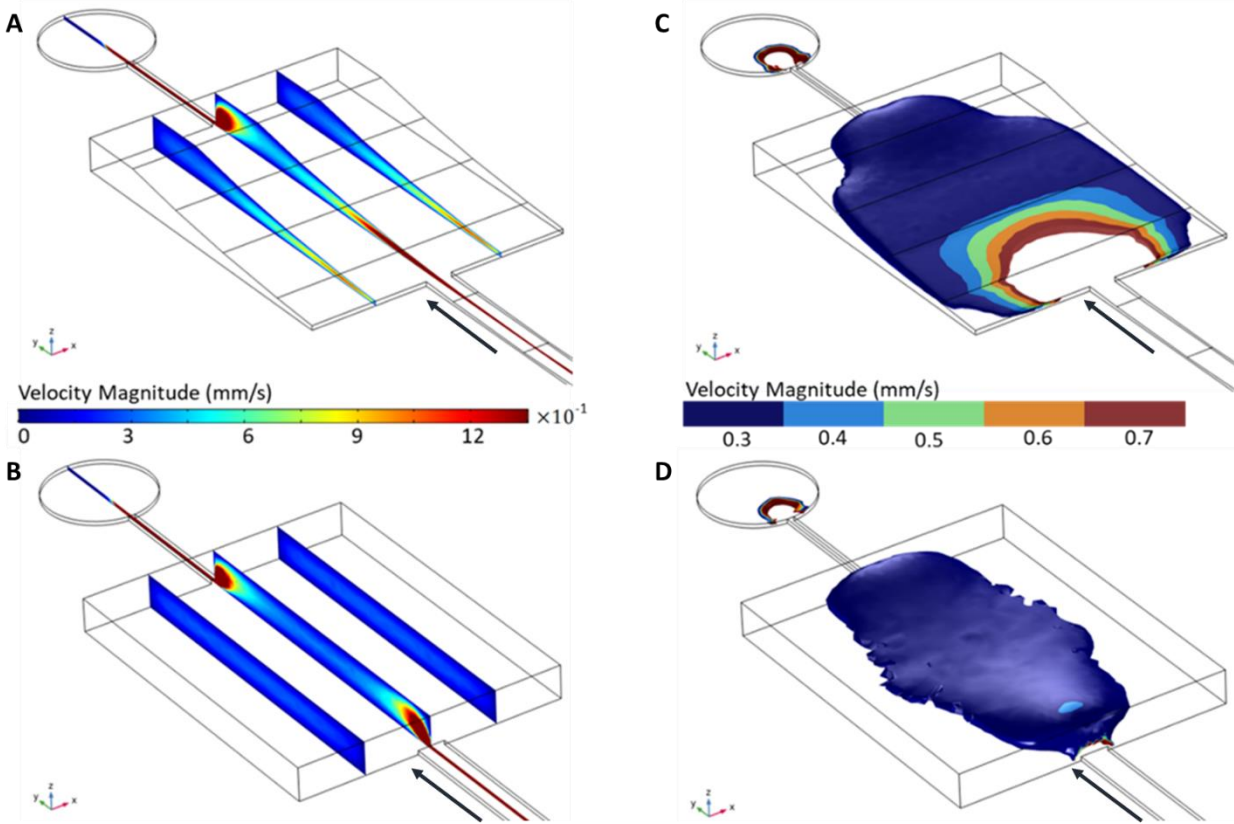 A
z
y
x
Velocity Magnitude (mm/s)
0 3 6 9 12 ×10⁻¹
B
z
y
x
C
z
y
x
Velocity Magnitude (mm/s)
0.3 0.4 0.5 0.6 0.7
D
z
y
x